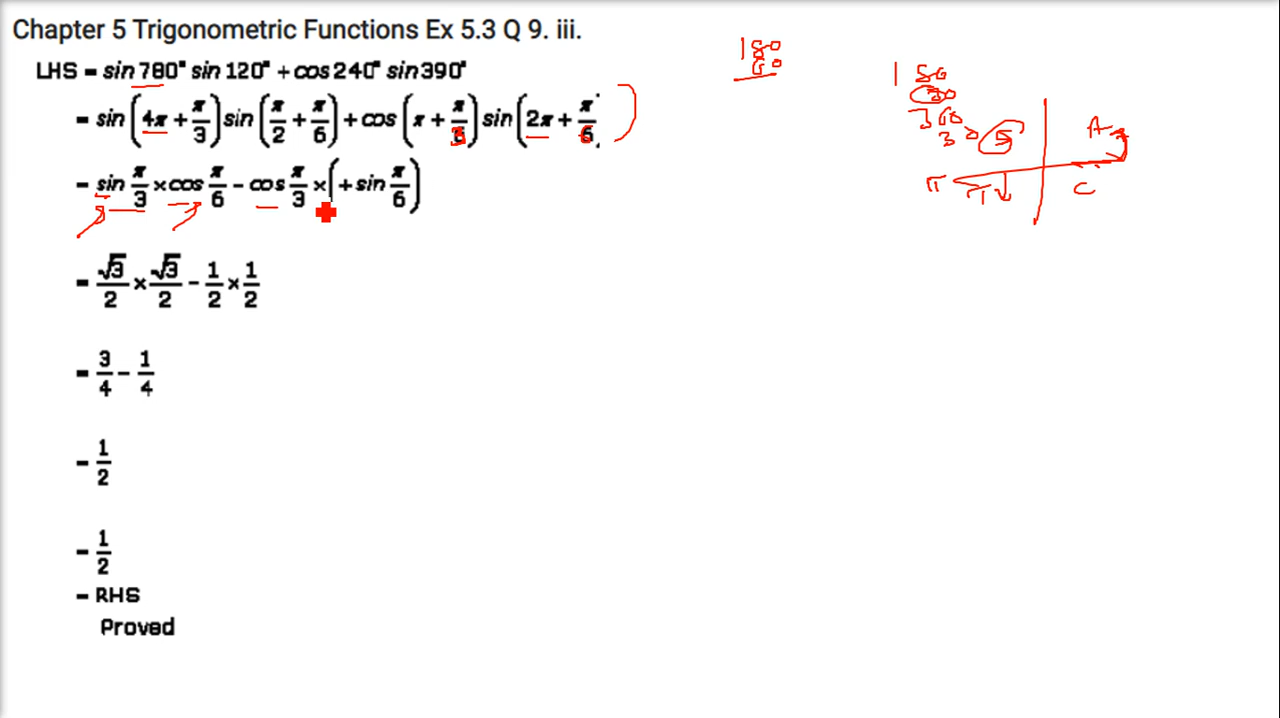 Chapter 5 Trigonometric Functions Ex 5.3 Q 9. iii.
LHS = sin 780° sin 120° + cos 240° sin 390°
= sin(4π + π/3) sin(π/2 + π/6) + cos(π + π/3) sin(2π + π/6)
= sin π/3 × cos π/6 - cos π/3 × (+ sin π/6)
= √3/2 × √3/2 - 1/2 × 1/2
= 3/4 - 1/4
= 1/2
= 1/2
= RHS
Proved
180
60
180
360
30
A
π
C